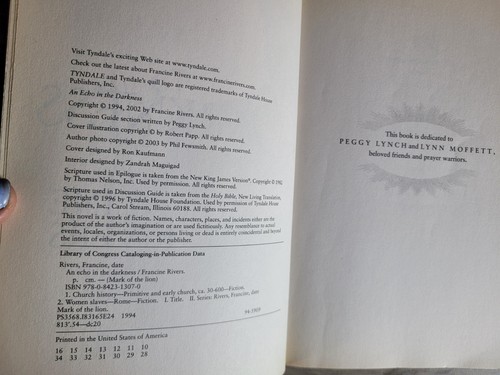 Visit Tyndale's exciting Web site at www.tyndale.com.
Check out the latest about Francine Rivers at www.francinerivers.com.
TYNDALE and Tyndale's quill logo are registered trademarks of Tyndale House
Publishers, Inc.
An Echo in the Darkness
Copyright © 1994, 2002 by Francine Rivers. All rights reserved.
Discussion Guide section written by Peggy Lynch.
Cover illustration copyright © by Robert Papp. All rights reserved.
Author photo copyright © 2003 by Phil Fewsmith. All rights reserved.
Cover designed by Ron Kaufmann
Interior designed by Zandrah Maguigad
Scripture used in Epilogue is taken from the New King James Version®. Copyright © 1982
by Thomas Nelson, Inc. Used by permission. All rights reserved.
Scripture used in Discussion Guide is taken from the Holy Bible, New Living Translation,
copyright © 1996 by Tyndale House Foundation. Used by permission of Tyndale House
Publishers, Inc., Carol Stream, Illinois 60188. All rights reserved.
This novel is a work of fiction. Names, characters, places, and incidents either are the
product of the author's imagination or are used fictitiously. Any resemblance to actual
events, locales, organizations, or persons living or dead is entirely coincidental and beyond
the intent of either the author or the publisher.
Library of Congress Cataloging-in-Publication Data
Rivers, Francine, date
An echo in the darkness / Francine Rivers.
p. cm. — (Mark of the lion)
ISBN 978-0-8423-1307-0
1. Church history—Primitive and early church, ca. 30-600—Fiction.
2. Women slaves—Rome—Fiction. I. Title. II. Series: Rivers, Francine, date
Mark of the lion.
PS3568.I83165E24 1994
813'.54—dc20
Printed in the United States of America
16 15 14 13 12 11 10
34 33 32 31 30 29 28
This book is dedicated to
PEGGY LYNCH and LYNN MOFFETT,
beloved friends and prayer warriors.